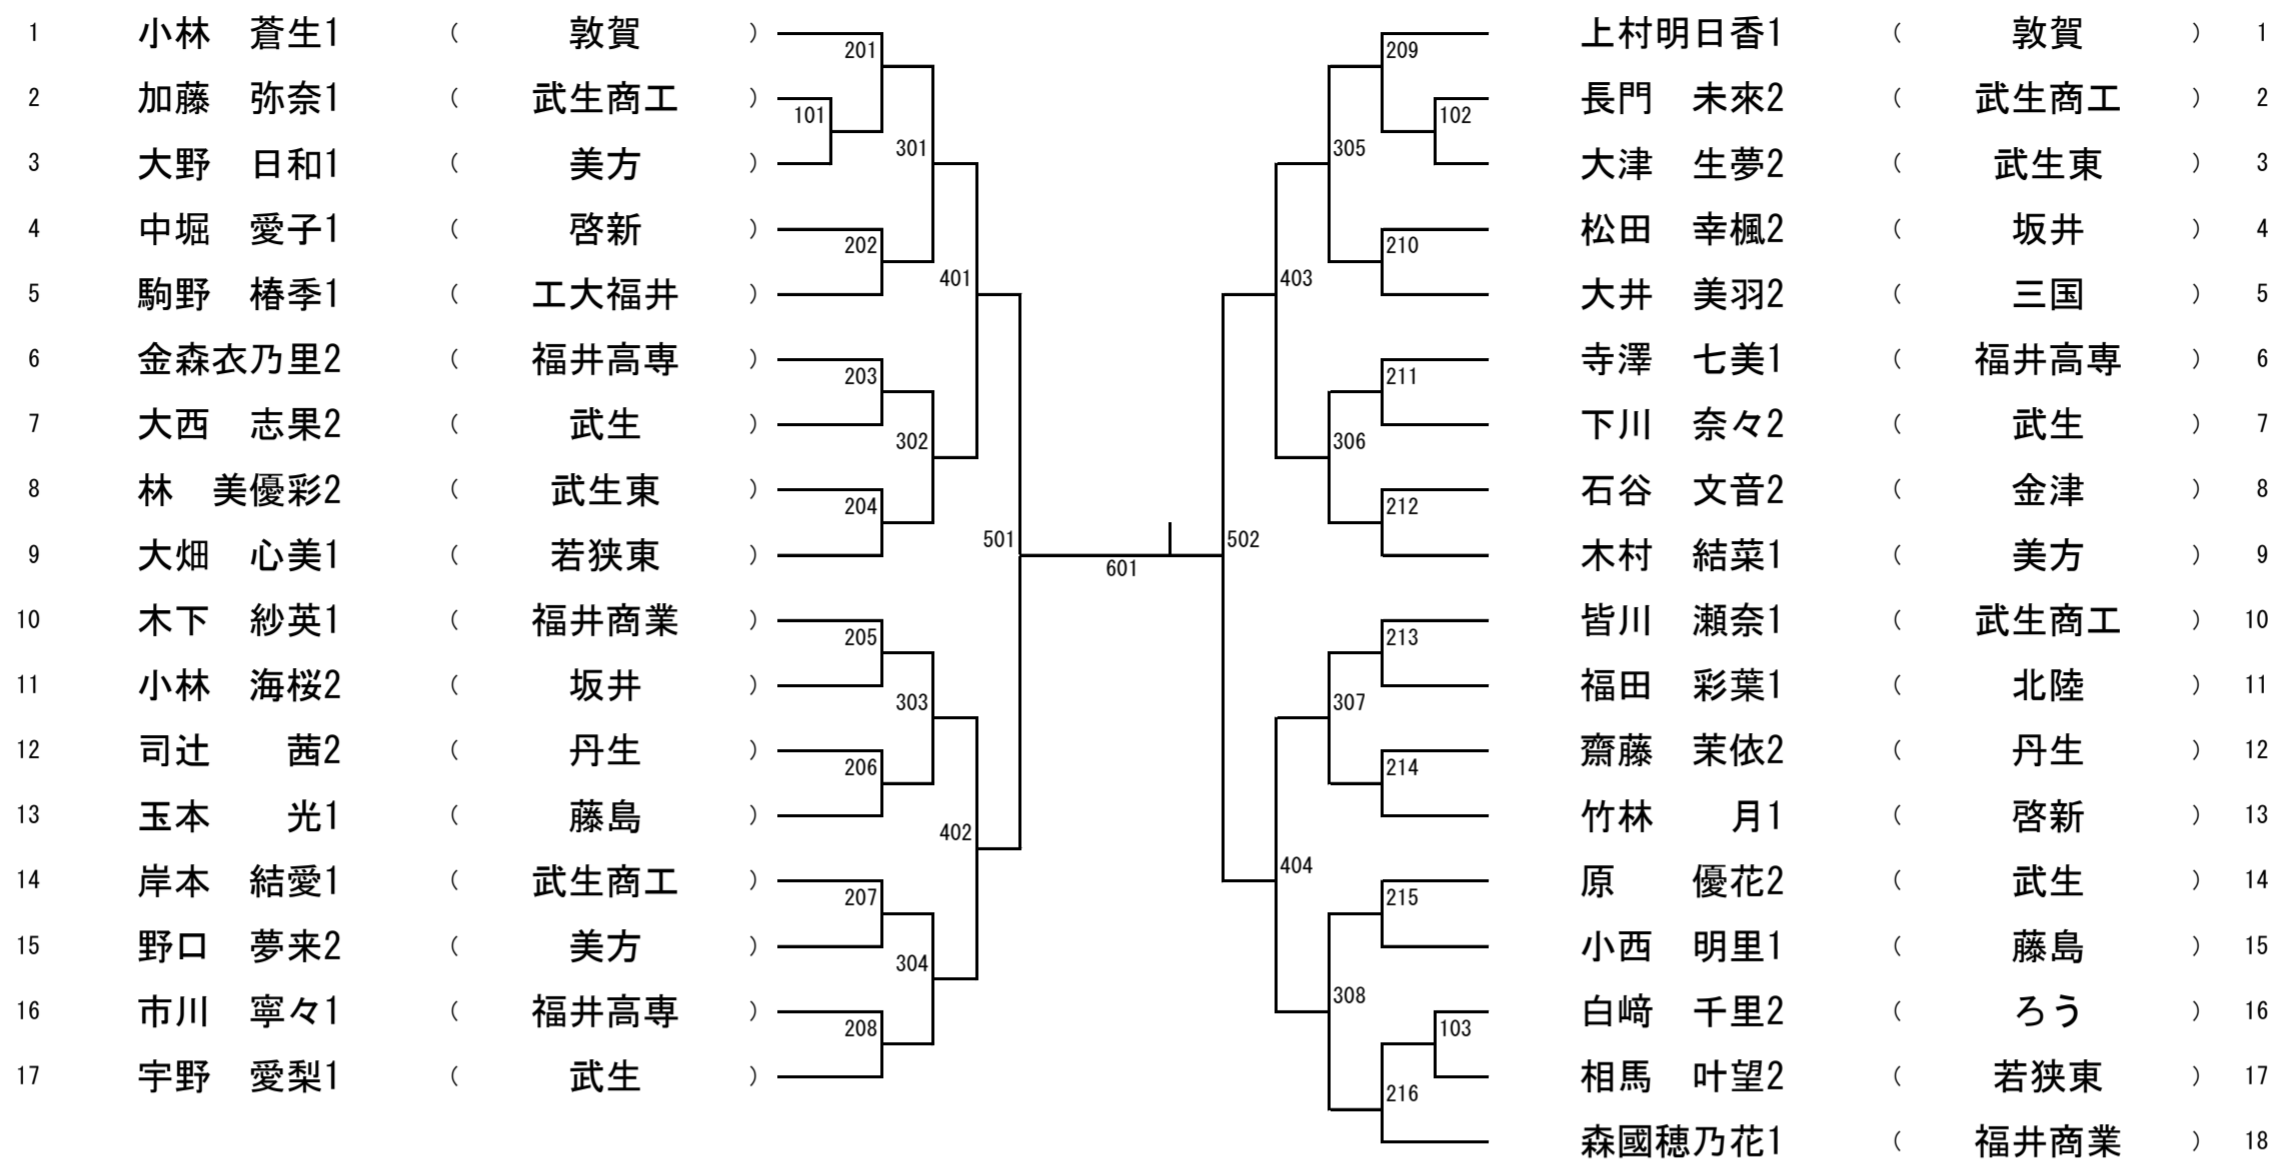 1 小林　蒼生1 ( 敦賀 ) 上村明日香1 ( 敦賀 ) 1
201 209
2 加藤　弥奈1 ( 武生商工 ) 長門　未來2 ( 武生商工 ) 2
101 102
301 305
3 大野　日和1 ( 美方 ) 大津　生夢2 ( 武生東 ) 3
4 中堀　愛子1 ( 啓新 ) 松田　幸楓2 ( 坂井 ) 4
202 210
401 403
5 駒野　椿季1 ( 工大福井 ) 大井　美羽2 ( 三国 ) 5
6 金森衣乃里2 ( 福井高専 ) 寺澤　七美1 ( 福井高専 ) 6
203 211
7 大西　志果2 ( 武生 ) 下川　奈々2 ( 武生 ) 7
302 306
8 林　美優彩2 ( 武生東 ) 石谷　文音2 ( 金津 ) 8
204 212
501 502
9 大畑　心美1 ( 若狭東 ) 木村　結菜1 ( 美方 ) 9
601
10 木下　紗英1 ( 福井商業 ) 皆川　瀬奈1 ( 武生商工 ) 10
205 213
11 小林　海桜2 ( 坂井 ) 福田　彩葉1 ( 北陸 ) 11
303 307
12 司辻　　茜2 ( 丹生 ) 齋藤　茉依2 ( 丹生 ) 12
206 214
13 玉本　　光1 ( 藤島 ) 竹林　　月1 ( 啓新 ) 13
402
404
14 岸本　結愛1 ( 武生商工 ) 原　　優花2 ( 武生 ) 14
207 215
15 野口　夢来2 ( 美方 ) 小西　明里1 ( 藤島 ) 15
304
308
16 市川　寧々1 ( 福井高専 ) 白﨑　千里2 ( ろう ) 16
208 103
17 宇野　愛梨1 ( 武生 ) 相馬　叶望2 ( 若狭東 ) 17
216
森國穂乃花1 ( 福井商業 ) 18